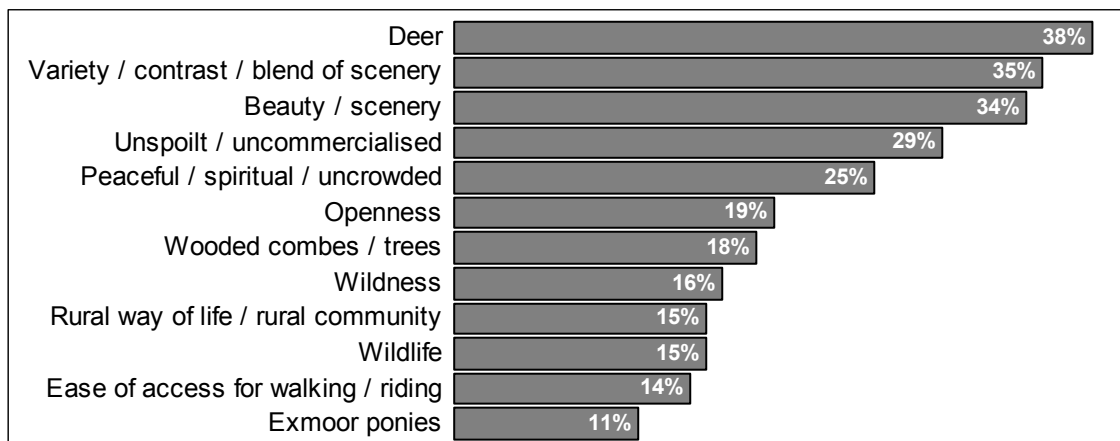 Deer 38%
Variety / contrast / blend of scenery 35%
Beauty / scenery 34%
Unspoilt / uncommercialised 29%
Peaceful / spiritual / uncrowded 25%
Openness 19%
Wooded combes / trees 18%
Wildness 16%
Rural way of life / rural community 15%
Wildlife 15%
Ease of access for walking / riding 14%
Exmoor ponies 11%